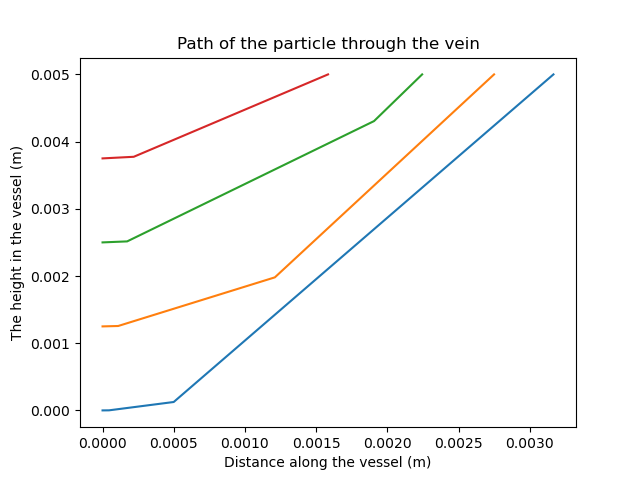 Path of the particle through the vein
The height in the vessel (m)
0.005
0.004
0.003
0.002
0.001
0.000
0.0000 0.0005 0.0010 0.0015 0.0020 0.0025 0.0030
Distance along the vessel (m)